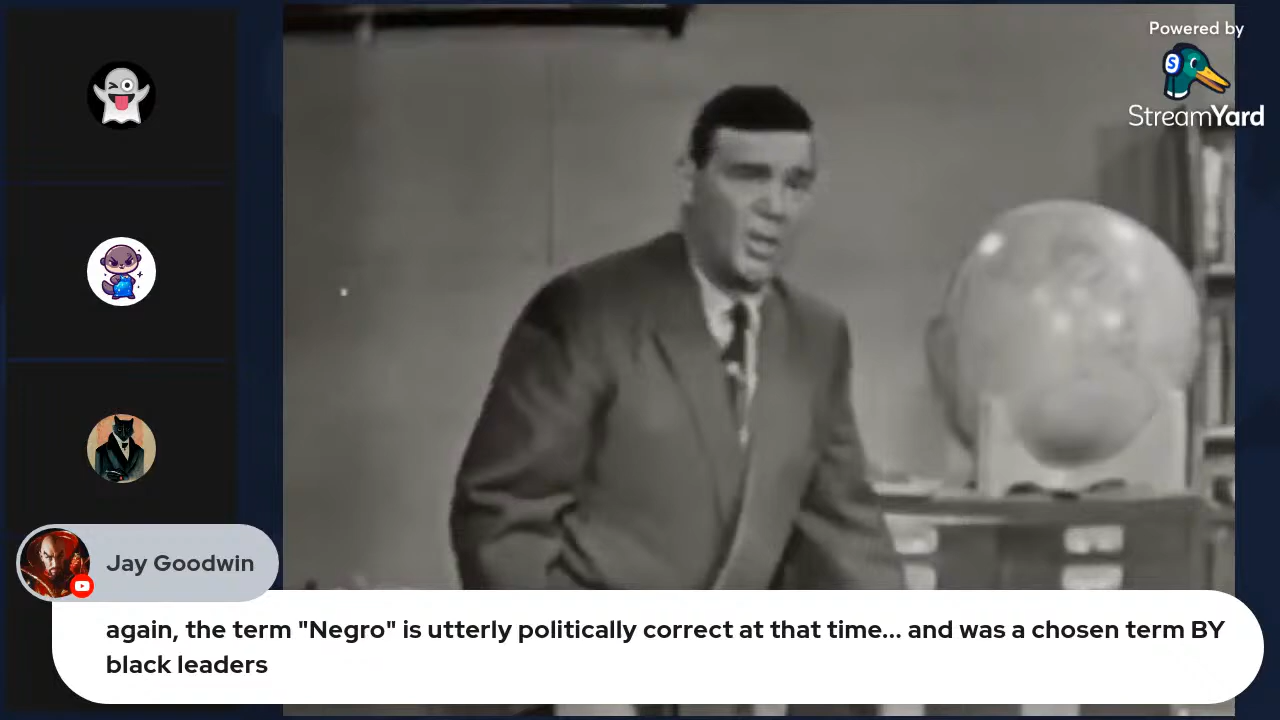 Powered by
S
StreamYard
Jay Goodwin
again, the term "Negro" is utterly politically correct at that time... and was a chosen term BY
black leaders